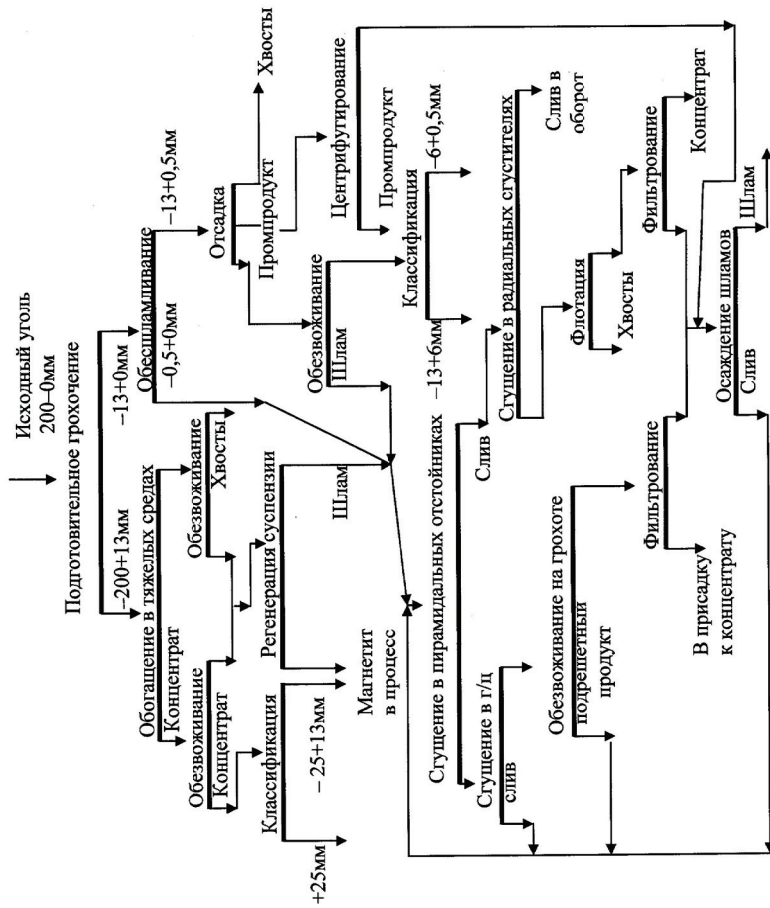 Исходный уголь
200–0мм
Подготовительное грохочение
–200+13мм
–13+0мм
Обогащение в тяжелых средах
Концентрат
Обесшламливание
–0,5+0мм
–13+0,5мм
Обезвоживание
Концентрат
Обезвоживание
Хвосты
Отсадка
Промпродукт
Хвосты
Классификация
+25мм
– 25+13мм
Регенерация суспензии
Магнетит
в процесс
Шлам
Обезвоживание
Шлам
Центрифугирование
Промпродукт
Классификация
–13+6мм
–6+0,5мм
Сгущение в пирамидальных отстойниках
Слив
Сгущение в г/ц
слив
Сгущение в радиальных сгустителях
Слив в
оборот
Обезвоживание на грохоте
подрешетный
продукт
Флотация
Хвосты
Фильтрование
В присадку
к концентрату
Фильтрование
Концентрат
Осаждение шламов
Слив
Шлам